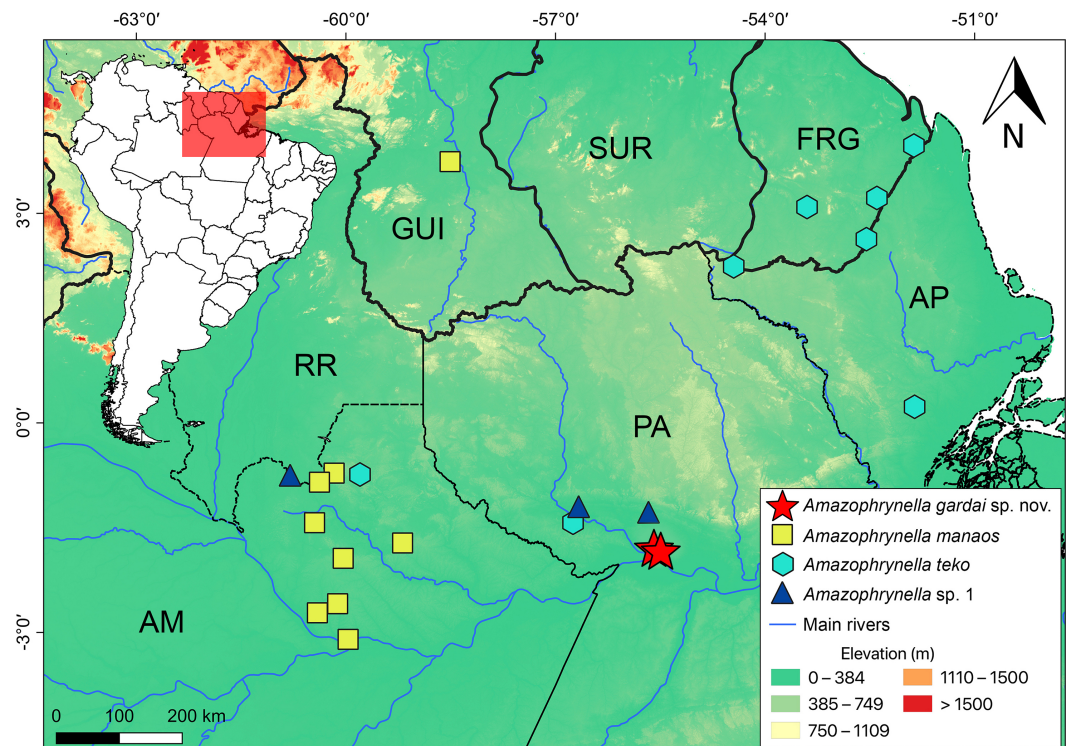 -63°0' -60°0' -57°0' -54°0' -51°0'
3°0'
0°0'
-3°0'
N
SUR
FRG
GUI
AP
RR
PA
AM
Amazophrynella gardai sp. nov.
Amazophrynella manaos
Amazophrynella teko
Amazophrynella sp. 1
Main rivers
Elevation (m)
0 – 384
385 – 749
750 – 1109
1110 – 1500
> 1500
0 100 200 km